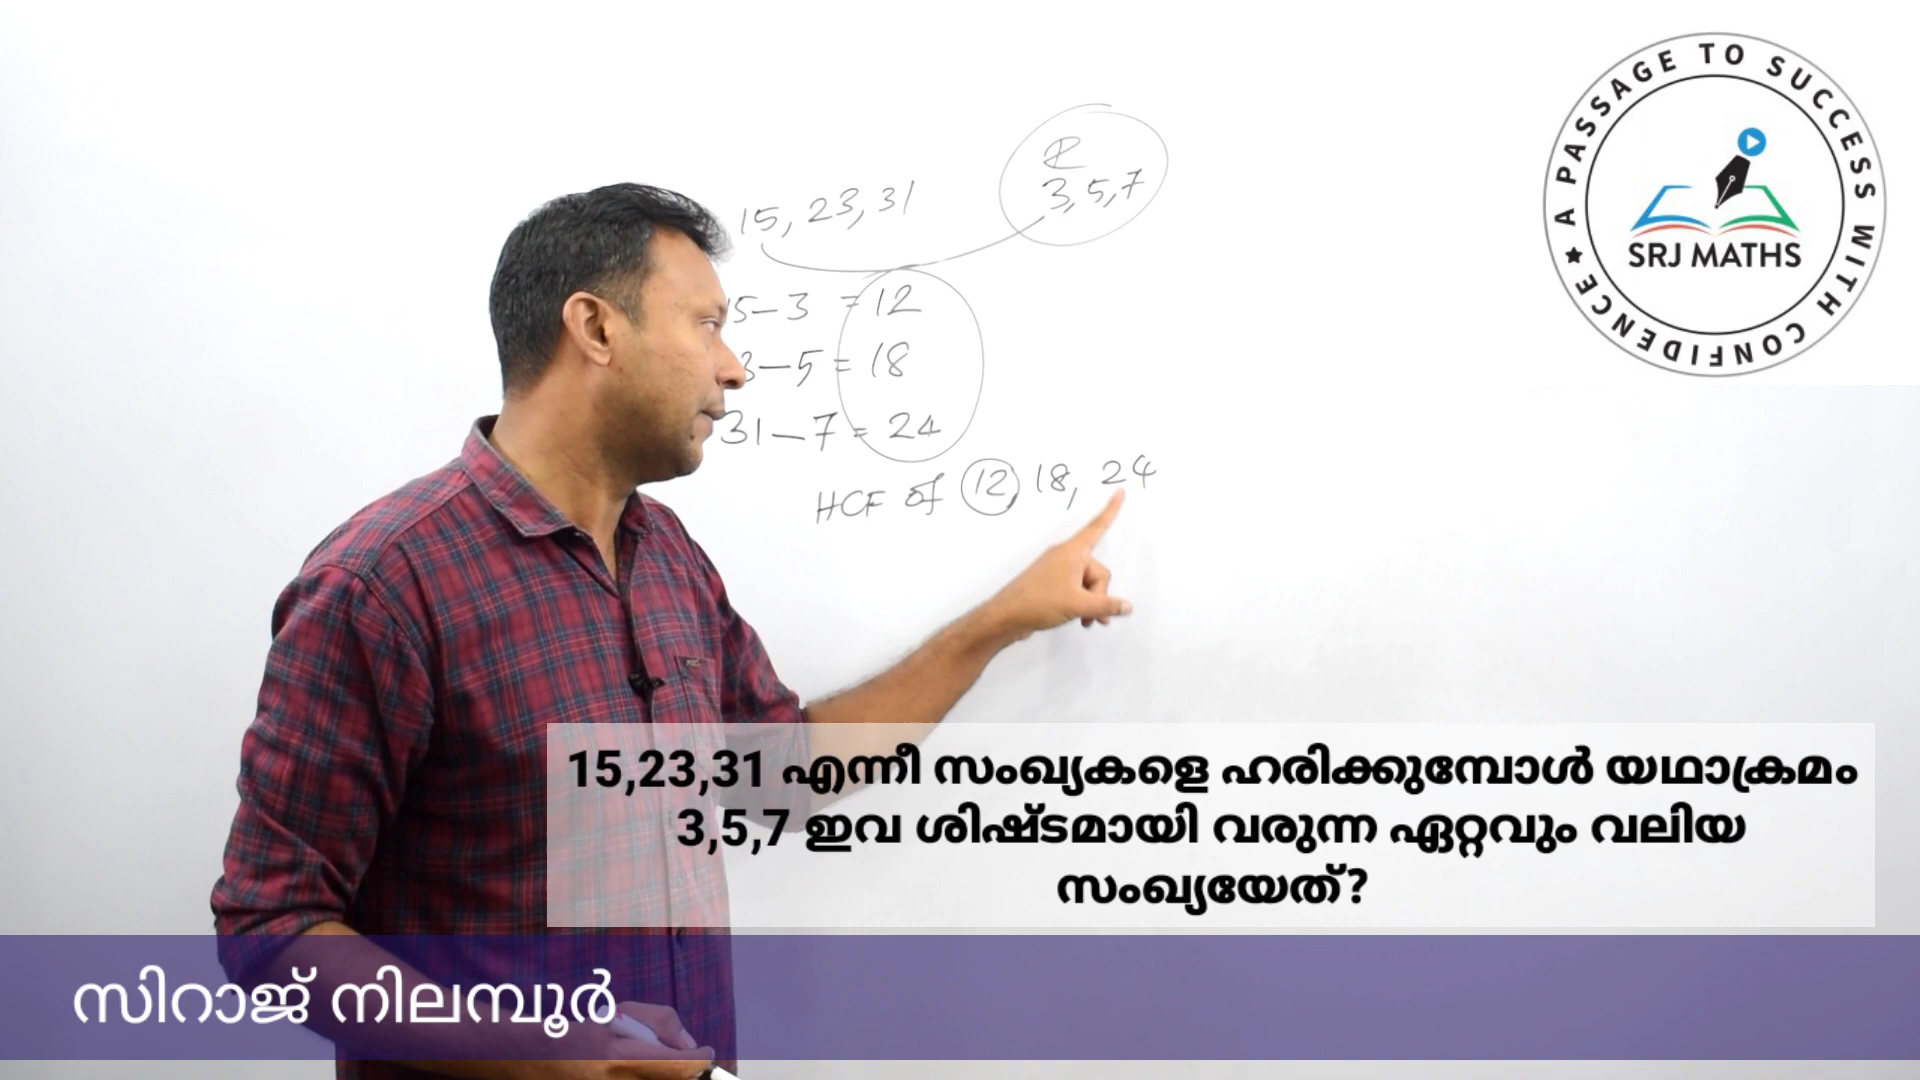 A PASSAGE TO SUCCESS WITH CONFIDENCE ★
SRJ MATHS
R
3,5,7
15, 23, 31
5-3 = 12
3-5 = 18
31-7 = 24
HCF of 12, 18, 24
15,23,31 എന്നീ സംഖ്യകളെ ഹരിക്കുമ്പോൾ യഥാക്രമം
3,5,7 ഇവ ശിഷ്ടമായി വരുന്ന ഏറ്റവും വലിയ
സംഖ്യയേത്?
സിറാജ് നിലമ്പൂർ